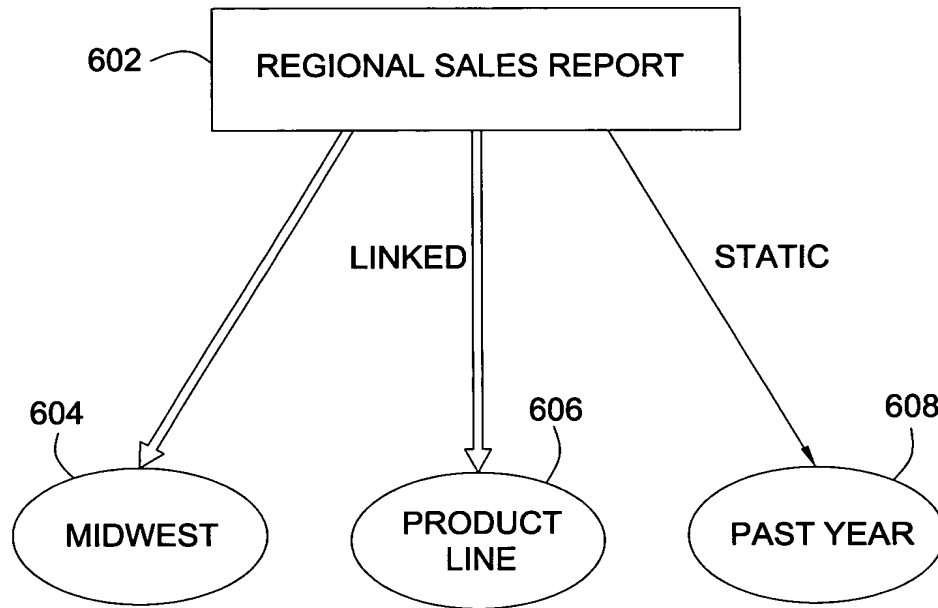 602
REGIONAL SALES REPORT
LINKED
STATIC
604
606
608
MIDWEST
PRODUCT
LINE
PAST YEAR